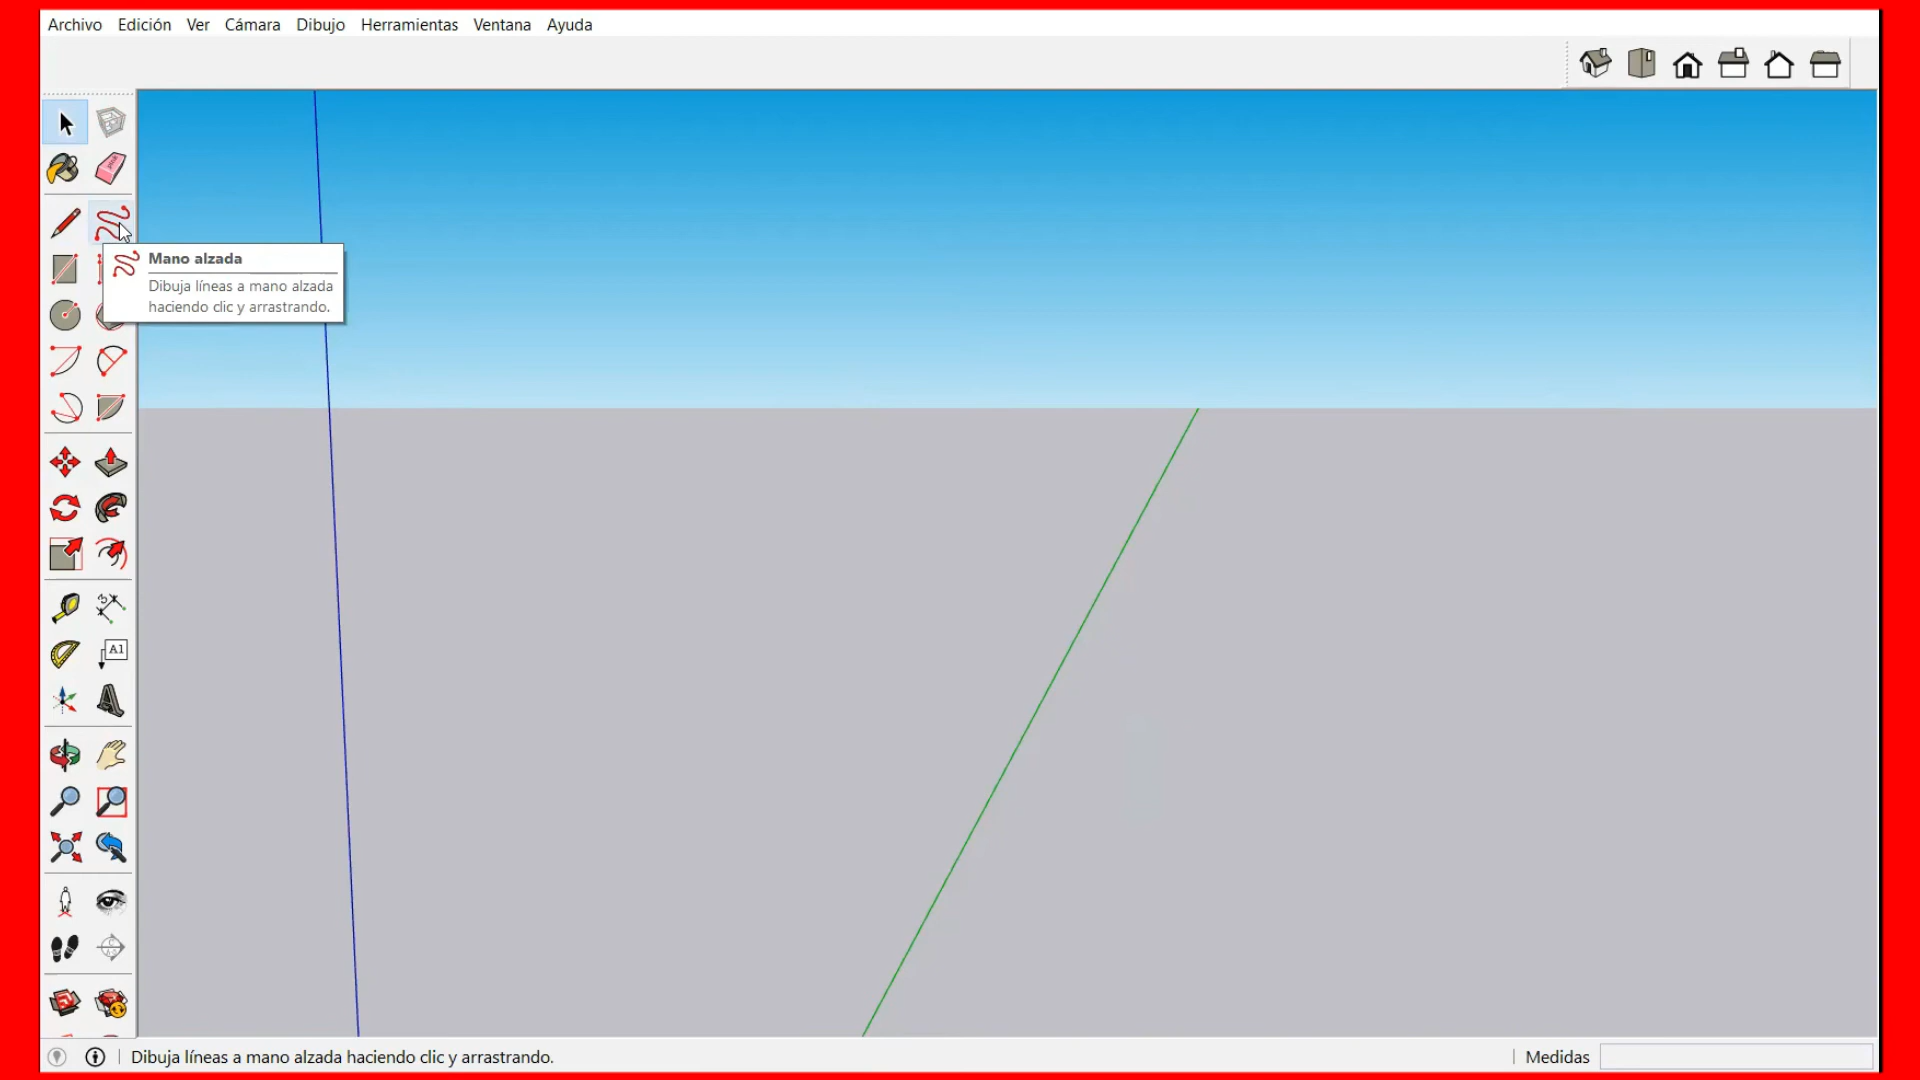 Archivo Edición Ver Cámara Dibujo Herramientas Ventana Ayuda
Mano alzada
Dibuja líneas a mano alzada
haciendo clic y arrastrando.
A1
Dibuja líneas a mano alzada haciendo clic y arrastrando.
Medidas